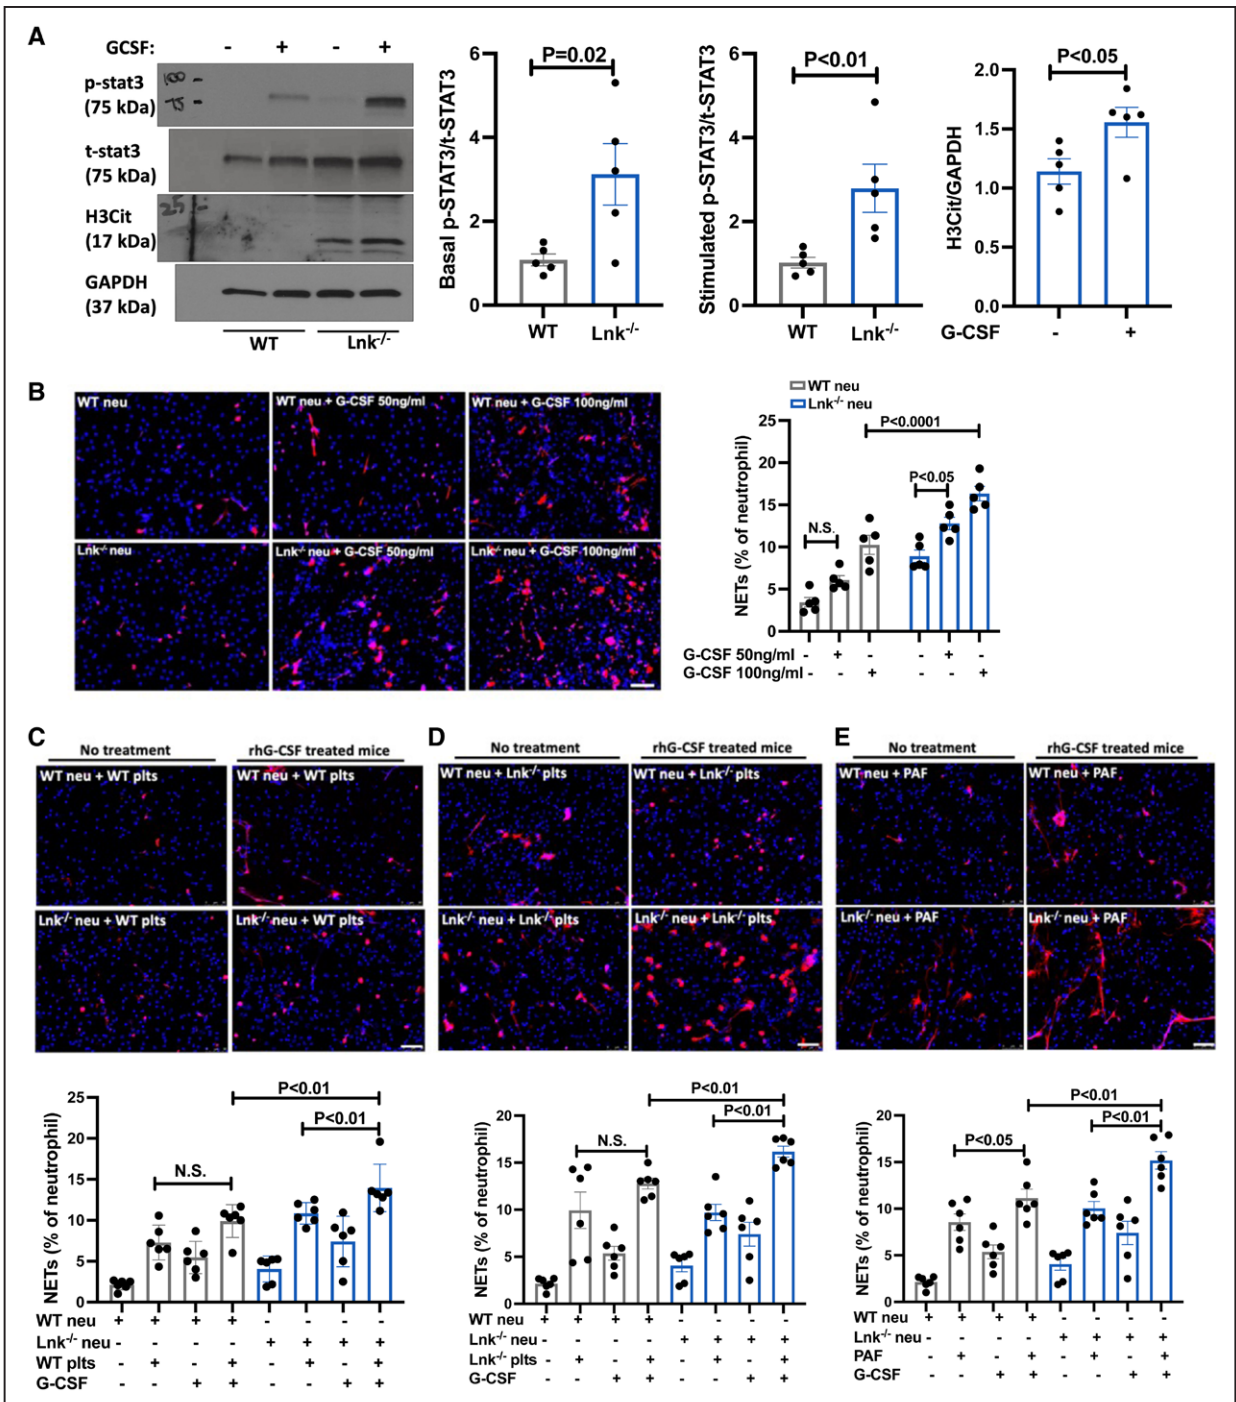 A
GCSF: - + - +
p-stat3
(75 kDa)
100 -
75 -
t-stat3
(75 kDa)
H3Cit
(17 kDa)
25 -
GAPDH
(37 kDa)
WT Lnk-/-
Basal p-STAT3/t-STAT3
6
4
2
0
P=0.02
WT Lnk-/-
Stimulated p-STAT3/t-STAT3
6
4
2
0
P<0.01
WT Lnk-/-
H3Cit/GAPDH
2.0
1.5
1.0
0.5
0.0
P<0.05
G-CSF - +
B
WT neu
WT neu + G-CSF 50ng/ml
WT neu + G-CSF 100ng/ml
Lnk-/- neu
Lnk-/- neu + G-CSF 50ng/ml
Lnk-/- neu + G-CSF 100ng/ml
WT neu
Lnk-/- neu
NETs (% of neutrophil)
25
20
15
10
5
0
P<0.0001
P<0.05
N.S.
G-CSF 50ng/ml - + - - + -
G-CSF 100ng/ml - - + - - +
C
No treatment
rhG-CSF treated mice
WT neu + WT plts
WT neu + WT plts
Lnk-/- neu + WT plts
Lnk-/- neu + WT plts
NETs (% of neutrophil)
25
20
15
10
5
0
P<0.01
P<0.01
N.S.
WT neu + + + + - - - -
Lnk-/- neu - - - - + + + +
WT plts - + - + - + - +
G-CSF - - + + - - + +
D
No treatment
rhG-CSF treated mice
WT neu + Lnk-/- plts
WT neu + Lnk-/- plts
Lnk-/- neu + Lnk-/- plts
Lnk-/- neu + Lnk-/- plts
NETs (% of neutrophil)
20
15
10
5
0
P<0.01
P<0.01
N.S.
WT neu + + + + - - - -
Lnk-/- neu - - - - + + + +
Lnk-/- plts - + - + - + - +
G-CSF - - + + - - + +
E
No treatment
rhG-CSF treated mice
WT neu + PAF
WT neu + PAF
Lnk-/- neu + PAF
Lnk-/- neu + PAF
NETs (% of neutrophil)
20
15
10
5
0
P<0.01
P<0.01
P<0.05
WT neu + + + + - - - -
Lnk-/- neu - - - - + + + +
PAF - + - + - + - +
G-CSF - - + + - - + +